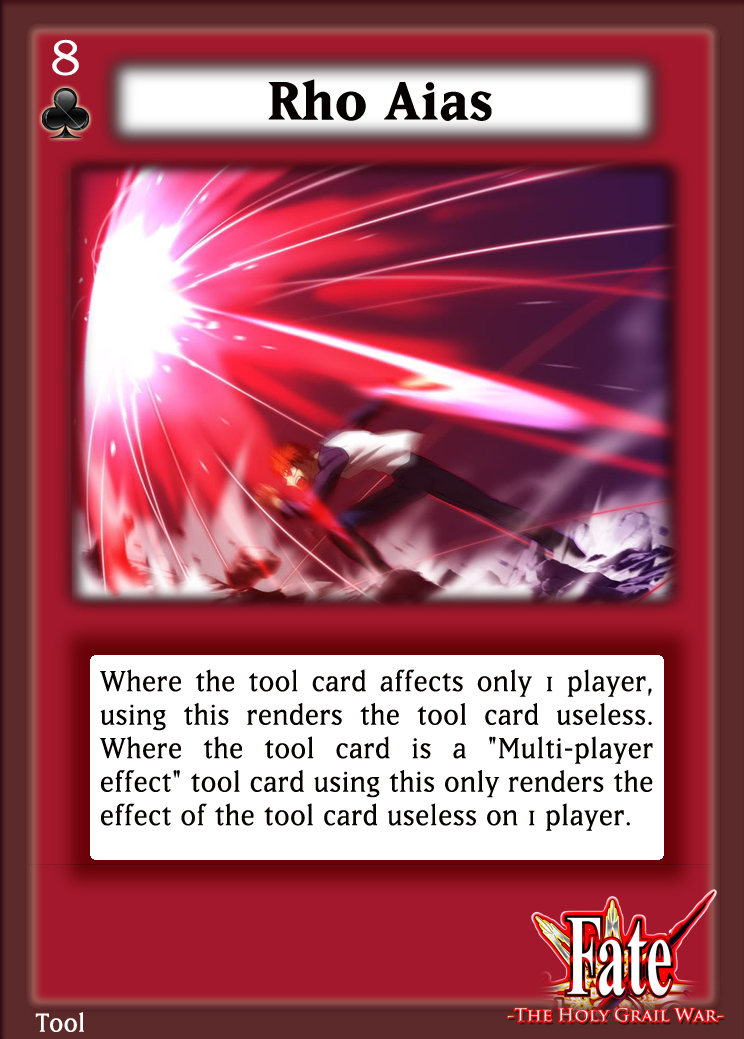 8
Rho Aias
Where the tool card affects only 1 player,
using this renders the tool card useless.
Where the tool card is a "Multi-player
effect" tool card using this only renders the
effect of the tool card useless on 1 player.
Fate
-THE HOLY GRAIL WAR-
Tool